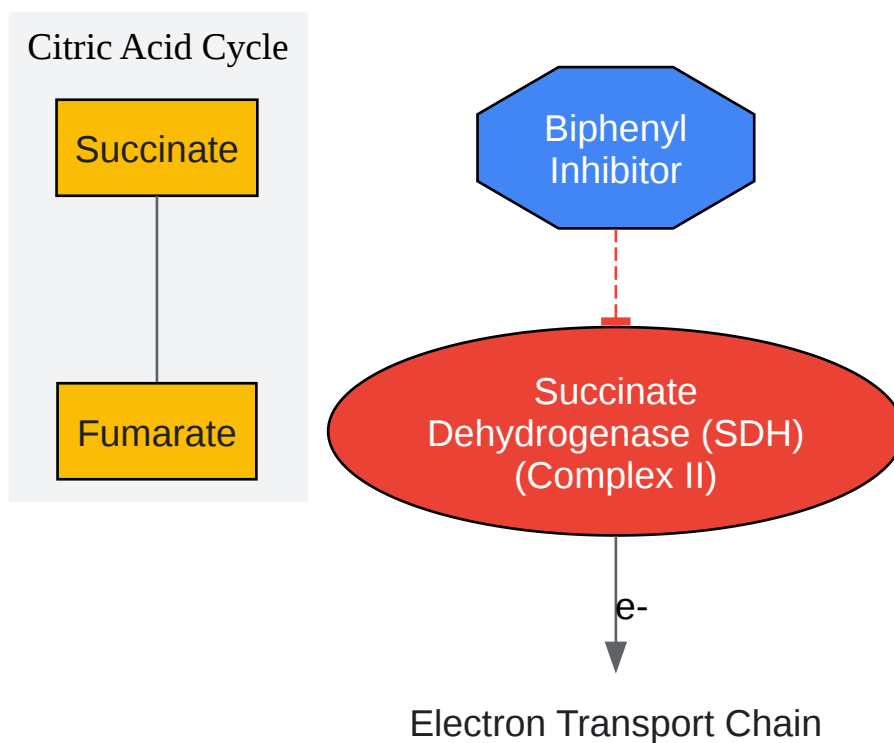 Citric Acid Cycle
Succinate
Fumarate
Biphenyl
Inhibitor
Succinate
Dehydrogenase (SDH)
(Complex II)
e-
Electron Transport Chain